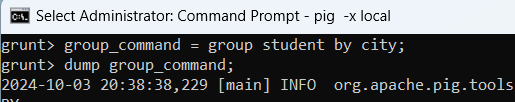 Select Administrator: Command Prompt - pig -x local
grunt> group_command = group student by city;
grunt> dump group_command;
2024-10-03 20:38:38,229 [main] INFO  org.apache.pig.tools